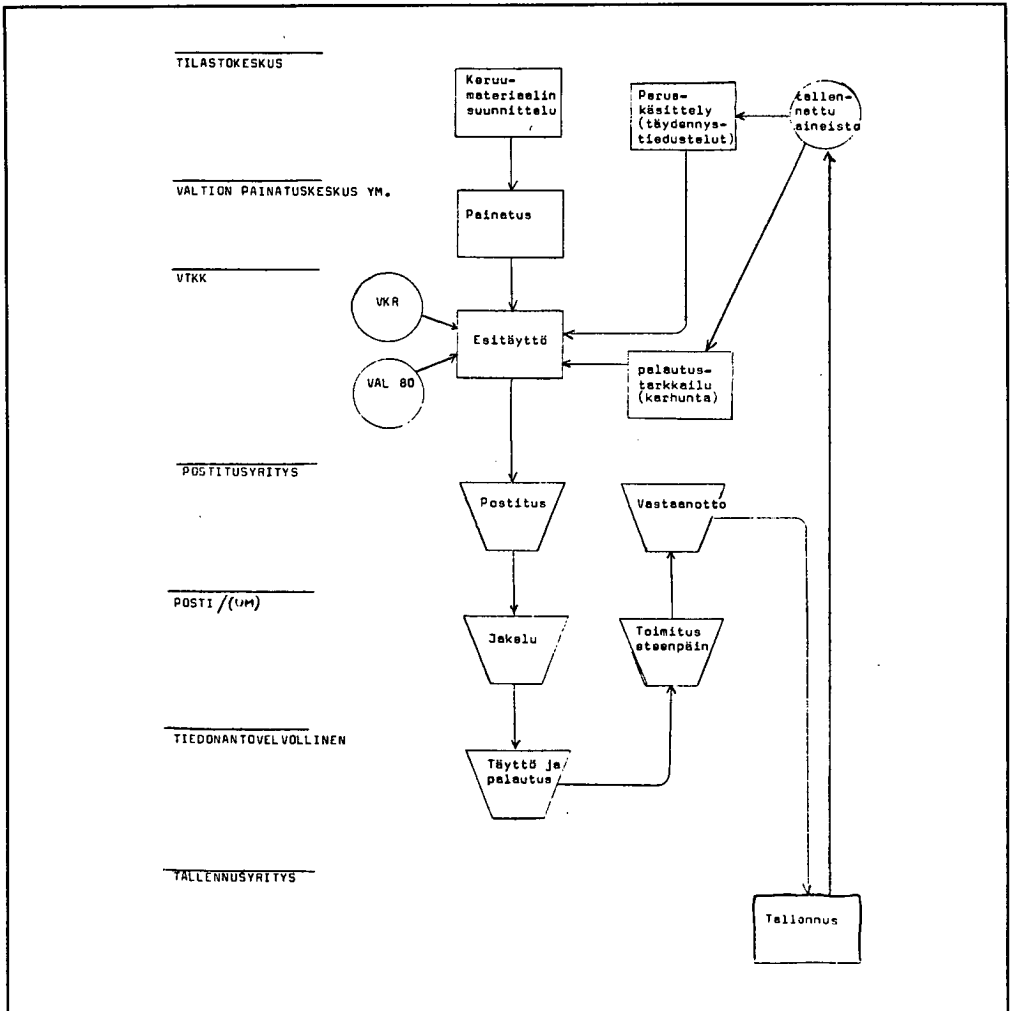 TILASTOKESKUS
Keruu-
materiaalin
suunnittelu
Perus-
käsittely
(täydennys-
tiedustelut)
tallen-
nettu
aineisto
VALTION PAINATUSKESKUS YM.
Painatus
VTKK
VKR
Esitäyttö
VAL 80
palautus-
tarkkailu
(karhunta)
POSTITUSYRITYS
Postitus
Vastaanotto
POSTI /(VM)
Jakelu
Toimitus
eteenpäin
TIEDONANTOVELVOLLINEN
Täyttö ja
palautus
TALLENNUSYRITYS
Tallennus